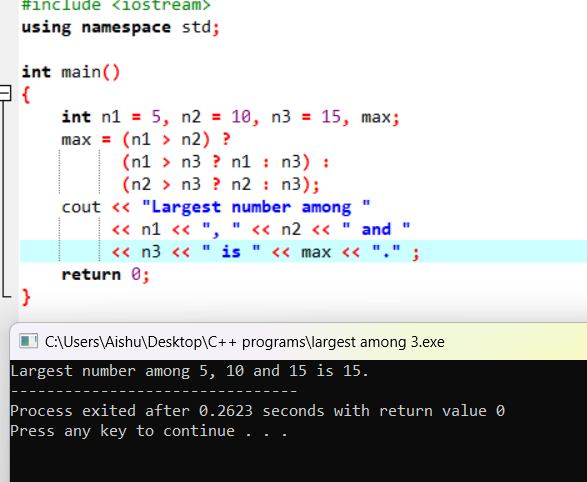 #include <iostream>
using namespace std;
int main()
{
int n1 = 5, n2 = 10, n3 = 15, max;
max = (n1 > n2) ?
(n1 > n3 ? n1 : n3) :
(n2 > n3 ? n2 : n3);
cout << "Largest number among "
<< n1 << ", " << n2 << " and "
<< n3 << " is " << max << "." ;
return 0;
}
C:\Users\Aishu\Desktop\C++ programs\largest among 3.exe
Largest number among 5, 10 and 15 is 15.
--------------------------------
Process exited after 0.2623 seconds with return value 0
Press any key to continue . . .